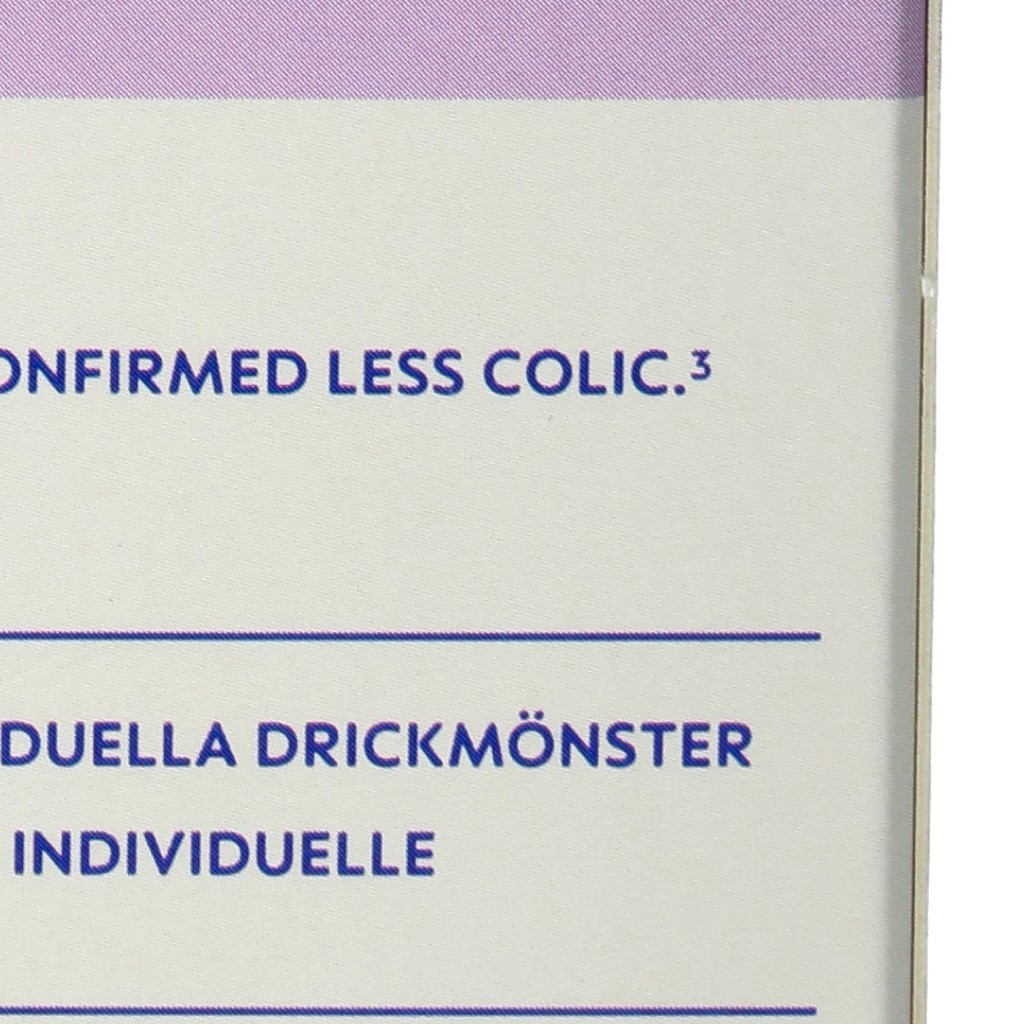 ONFIRMED LESS COLIC.³
DUELLA DRICKMÖNSTER
INDIVIDUELLE